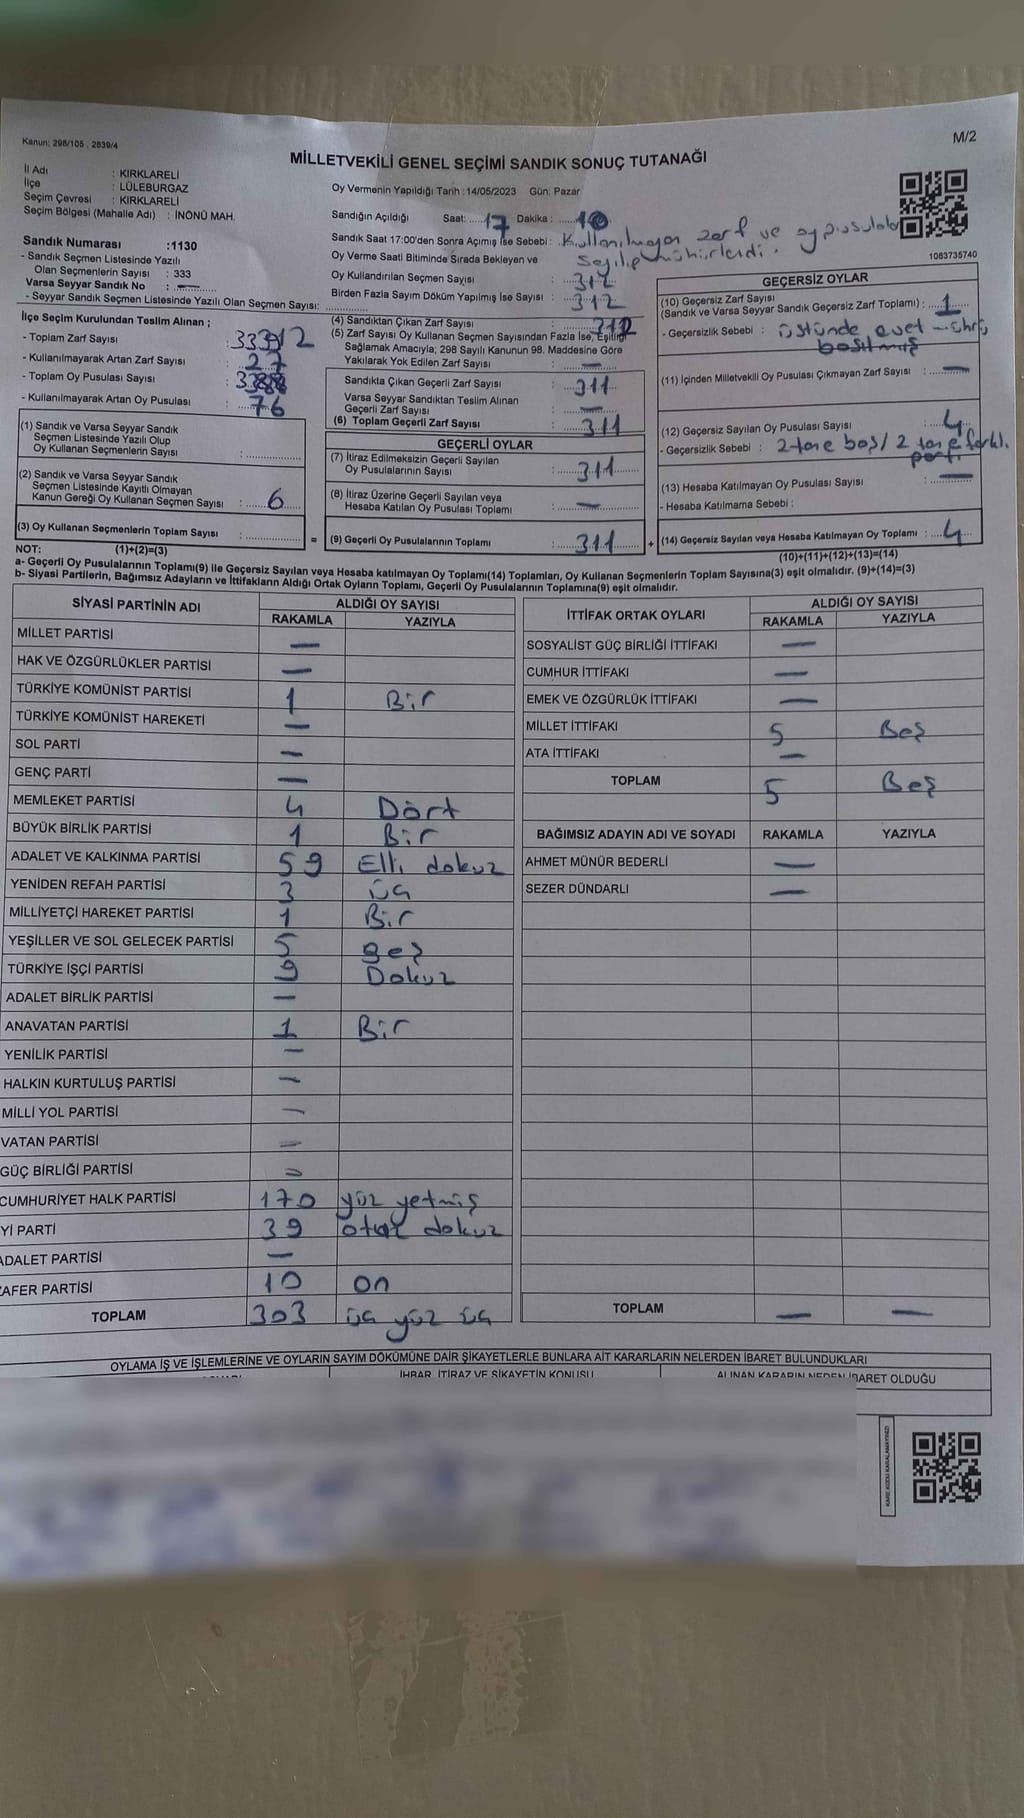 Kanun: 298/105 , 2839/4
M/2
MİLLETVEKİLİ GENEL SEÇİMİ SANDIK SONUÇ TUTANAĞI
İl Adı : KIRKLARELİ
İlçe : LÜLEBURGAZ
Seçim Çevresi : KIRKLARELİ
Seçim Bölgesi (Mahalle Adı) : İNÖNÜ MAH.
Sandık Numarası :1130
- Sandık Seçmen Listesinde Yazılı
Olan Seçmenlerin Sayısı : 333
Varsa Seyyar Sandık No : —
- Seyyar Sandık Seçmen Listesinde Yazılı Olan Seçmen Sayısı:
İlçe Seçim Kurulundan Teslim Alınan ;
- Toplam Zarf Sayısı :
- Kullanılmayarak Artan Zarf Sayısı : 27
- Toplam Oy Pusulası Sayısı :
- Kullanılmayarak Artan Oy Pusulası : 76
(1) Sandık ve Varsa Seyyar Sandık
Seçmen Listesinde Yazılı Olup
Oy Kullanan Seçmenlerin Sayısı :
(2) Sandık ve Varsa Seyyar Sandık
Seçmen Listesinde Kayıtlı Olmayan
Kanun Gereği Oy Kullanan Seçmen Sayısı : 6
(3) Oy Kullanan Seçmenlerin Toplam Sayısı :
(1)+(2)=(3)
Oy Vermenin Yapıldığı Tarih :14/05/2023 Gün: Pazar
Sandığın Açıldığı Saat: 17 Dakika : 10
Sandık Saat 17:00'den Sonra Açımış İse Sebebi: Kullanılmayan zarf ve oy pusulaları
Oy Verme Saati Bitiminde Sırada Bekleyen ve sayılıp mühürlendi.
Oy Kullandırılan Seçmen Sayısı : 312
Birden Fazla Sayım Döküm Yapılmış İse Sayısı : 312
(4) Sandıktan Çıkan Zarf Sayısı : 312
(5) Zarf Sayısı Oy Kullanan Seçmen Sayısından Fazla İse, Eşitliği
Sağlamak Amacıyla; 298 Sayılı Kanunun 98. Maddesine Göre
Yakılarak Yok Edilen Zarf Sayısı : —
Sandıkta Çıkan Geçerli Zarf Sayısı : 311
Varsa Seyyar Sandıktan Teslim Alınan
Geçerli Zarf Sayısı : —
(6) Toplam Geçerli Zarf Sayısı : 311
GEÇERLİ OYLAR
(7) İtiraz Edilmeksizin Geçerli Sayılan
Oy Pusulalarının Sayısı : 311
(8) İtiraz Üzerine Geçerli Sayılan veya
Hesaba Katılan Oy Pusulası Toplamı : —
= (9) Geçerli Oy Pusulalarının Toplamı : 311 +
1083735740
GEÇERSİZ OYLAR
(10) Geçersiz Zarf Sayısı
(Sandık ve Varsa Seyyar Sandık Geçersiz Zarf Toplamı) : 1
- Geçersizlik Sebebi : üstünde evet mührü
basılmış
(11) İçinden Milletvekili Oy Pusulası Çıkmayan Zarf Sayısı : —
(12) Geçersiz Sayılan Oy Pusulası Sayısı : 4
- Geçersizlik Sebebi : 2 tane boş / 2 tane farklı.
parti
(13) Hesaba Katılmayan Oy Pusulası Sayısı : —
- Hesaba Katılmama Sebebi :
(14) Geçersiz Sayılan veya Hesaba Katılmayan Oy Toplamı : 4
(10)+(11)+(12)+(13)=(14)
NOT:
a- Geçerli Oy Pusulalarının Toplamı(9) ile Geçersiz Sayılan veya Hesaba katılmayan Oy Toplamı(14) Toplamları, Oy Kullanan Seçmenlerin Toplam Sayısına(3) eşit olmalıdır. (9)+(14)=(3)
b- Siyasi Partilerin, Bağımsız Adayların ve İttifakların Aldığı Ortak Oyların Toplamı, Geçerli Oy Pusulalarının Toplamına(9) eşit olmalıdır.
SİYASİ PARTİNİN ADI ALDIĞI OY SAYISI
RAKAMLA YAZIYLA
MİLLET PARTİSİ —
HAK VE ÖZGÜRLÜKLER PARTİSİ —
TÜRKİYE KOMÜNİST PARTİSİ 1 Bir
TÜRKİYE KOMÜNİST HAREKETİ —
SOL PARTİ —
GENÇ PARTİ —
MEMLEKET PARTİSİ 4 Dört
BÜYÜK BİRLİK PARTİSİ 1 Bir
ADALET VE KALKINMA PARTİSİ 59 Elli dokuz
YENİDEN REFAH PARTİSİ 3 üç
MİLLİYETÇİ HAREKET PARTİSİ 1 Bir
YEŞİLLER VE SOL GELECEK PARTİSİ 5 Beş
TÜRKİYE İŞÇİ PARTİSİ 9 Dokuz
ADALET BİRLİK PARTİSİ —
ANAVATAN PARTİSİ 1 Bir
YENİLİK PARTİSİ —
HALKIN KURTULUŞ PARTİSİ —
MİLLİ YOL PARTİSİ —
VATAN PARTİSİ —
GÜÇ BİRLİĞİ PARTİSİ —
CUMHURİYET HALK PARTİSİ 170 yüz yetmiş
Yİ PARTİ 39 otuz dokuz
ADALET PARTİSİ —
ZAFER PARTİSİ 10 on
TOPLAM 303 üç yüz üç
İTTİFAK ORTAK OYLARI ALDIĞI OY SAYISI
RAKAMLA YAZIYLA
SOSYALİST GÜÇ BİRLİĞİ İTTİFAKI —
CUMHUR İTTİFAKI —
EMEK VE ÖZGÜRLÜK İTTİFAKI —
MİLLET İTTİFAKI 5 Beş
ATA İTTİFAKI —
TOPLAM 5 Beş
BAĞIMSIZ ADAYIN ADI VE SOYADI RAKAMLA YAZIYLA
AHMET MÜNÜR BEDERLİ —
SEZER DÜNDARLI —
TOPLAM — —
OYLAMA İŞ VE İŞLEMLERİNE VE OYLARIN SAYIM DÖKÜMÜNE DAİR ŞİKAYETLERLE BUNLARA AİT KARARLARIN NELERDEN İBARET BULUNDUKLARI
İHBAR, İTİRAZ VE ŞİKAYETİN KONUSU ALINAN KARARIN NEDEN İBARET OLDUĞU
KARE KODU KARALAMAYINIZ!